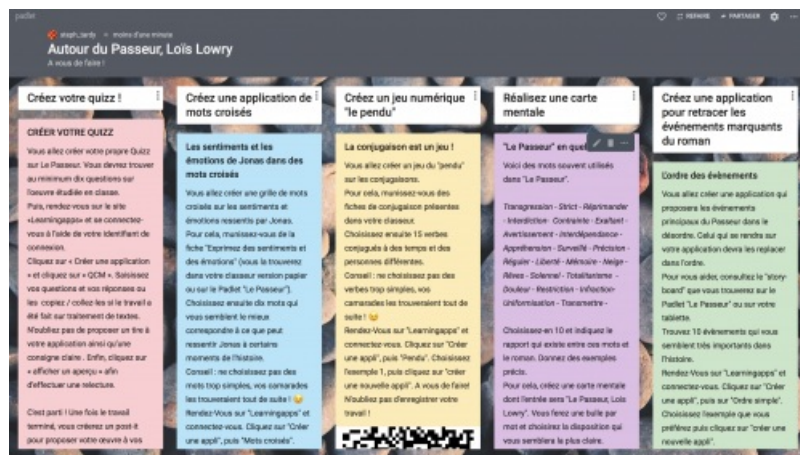 padlet
REFAIRE
PARTAGER
steph_tardy
moins d'une minute
Autour du Passeur, Loïs Lowry
A vous de faire !
Créez votre quizz !
CRÉER VOTRE QUIZZ
Vous allez créer votre propre Quizz
sur Le Passeur. Vous devrez trouver
au minimum dix questions sur
l'oeuvre étudiée en classe.
Puis, rendez-vous sur le site
«Learningapps» et se connectez-
vous à l'aide de votre identifiant de
connexion.
Cliquez sur « Créer une application
» et cliquez sur « QCM ». Saisissez
vos questions et vos réponses ou
les copiez / collez-les si le travail a
été fait sur traitement de textes.
N'oubliez pas de proposer un titre à
votre application ainsi qu'une
consigne claire . Enfin, cliquez sur
« afficher un aperçu » afin
d'effectuer une relecture.
C'est parti ! Une fois le travail
terminé, vous créerez un post-it
pour proposer votre œuvre à vos
Créez une application de
mots croisés
Les sentiments et les
émotions de Jonas dans des
mots croisés
Vous allez créer une grille de mots
croisés sur les sentiments et
émotions ressentis par Jonas.
Pour cela, munissez-vous de la
fiche "Exprimez des sentiments et
des émotions" (vous la trouverez
dans votre classeur version papier
ou sur le Padlet "Le Passeur").
Choisissez ensuite dix mots qui
vous semblent le mieux
correspondre à ce que peut
ressentir Jonas à certains
moments de l'histoire.
Conseil : ne choisissez pas des
mots trop simples, vos camarades
les trouveraient tout de suite !
Rendez-Vous sur "Learningapps" et
connectez-vous. Cliquez sur "Créer
une appli", puis "Mots croisés".
Créez un jeu numérique
"le pendu"
La conjugaison est un jeu !
Vous allez créer un jeu du "pendu"
sur les conjugaisons.
Pour cela, munissez-vous des
fiches de conjugaison présentes
dans votre classeur.
Choisissez ensuite 15 verbes
conjugués à des temps et des
personnes différentes.
Conseil : ne choisissez pas des
verbes trop simples, vos
camarades les trouveraient tout de
suite !
Rendez-Vous sur "Learningapps" et
connectez-vous. Cliquez sur "Créer
une appli", puis "Pendu". Choisissez
l'exemple 1, puis cliquez sur "créer
une nouvelle appli". A vous de faire!
N'oubliez pas d'enregistrer votre
travail !
Réalisez une carte
mentale
"Le Passeur" en quel
Voici des mots souvent utilisés
dans "Le Passeur".
Transgression - Strict - Réprimander
- Interdiction - Contrainte - Exaltant -
Avertissement - Interdépendance -
Appréhension - Surveillé - Précision -
Régulier - Liberté - Mémoire - Neige -
Rêves - Solennel - Totalitarisme -
Douleur - Restriction - Infraction-
Uniformisation - Transmettre -
Choisissez-en 10 et indiquez le
rapport qui existe entre ces mots et
le roman. Donnez des exemples
précis.
Pour cela, créez une carte mentale
dont l'entrée sera "Le Passeur, Lois
Lowry". Vous ferez une bulle par
mot et choisirez la disposition qui
vous semblera la plus claire.
Créez une application
pour retracer les
événements marquants
du roman
L'ordre des évènements
Vous allez créer une application qui
proposera les événements
principaux du Passeur dans le
désordre. Celui qui se rendra sur
votre application devra les replacer
dans l'ordre.
Pour vous aider, consultez le "story-
board" que vous trouverez sur le
Padlet "Le Passeur" ou sur votre
tablette.
Trouvez 10 évènements qui vous
semblent très importants dans
l'histoire.
Rendez-Vous sur "Learningapps" et
connectez-vous. Cliquez sur "Créer
une appli", puis sur "Ordre simple".
Choisissez l'exemple que vous
préférez puis cliquez sur "créer une
nouvelle appli".